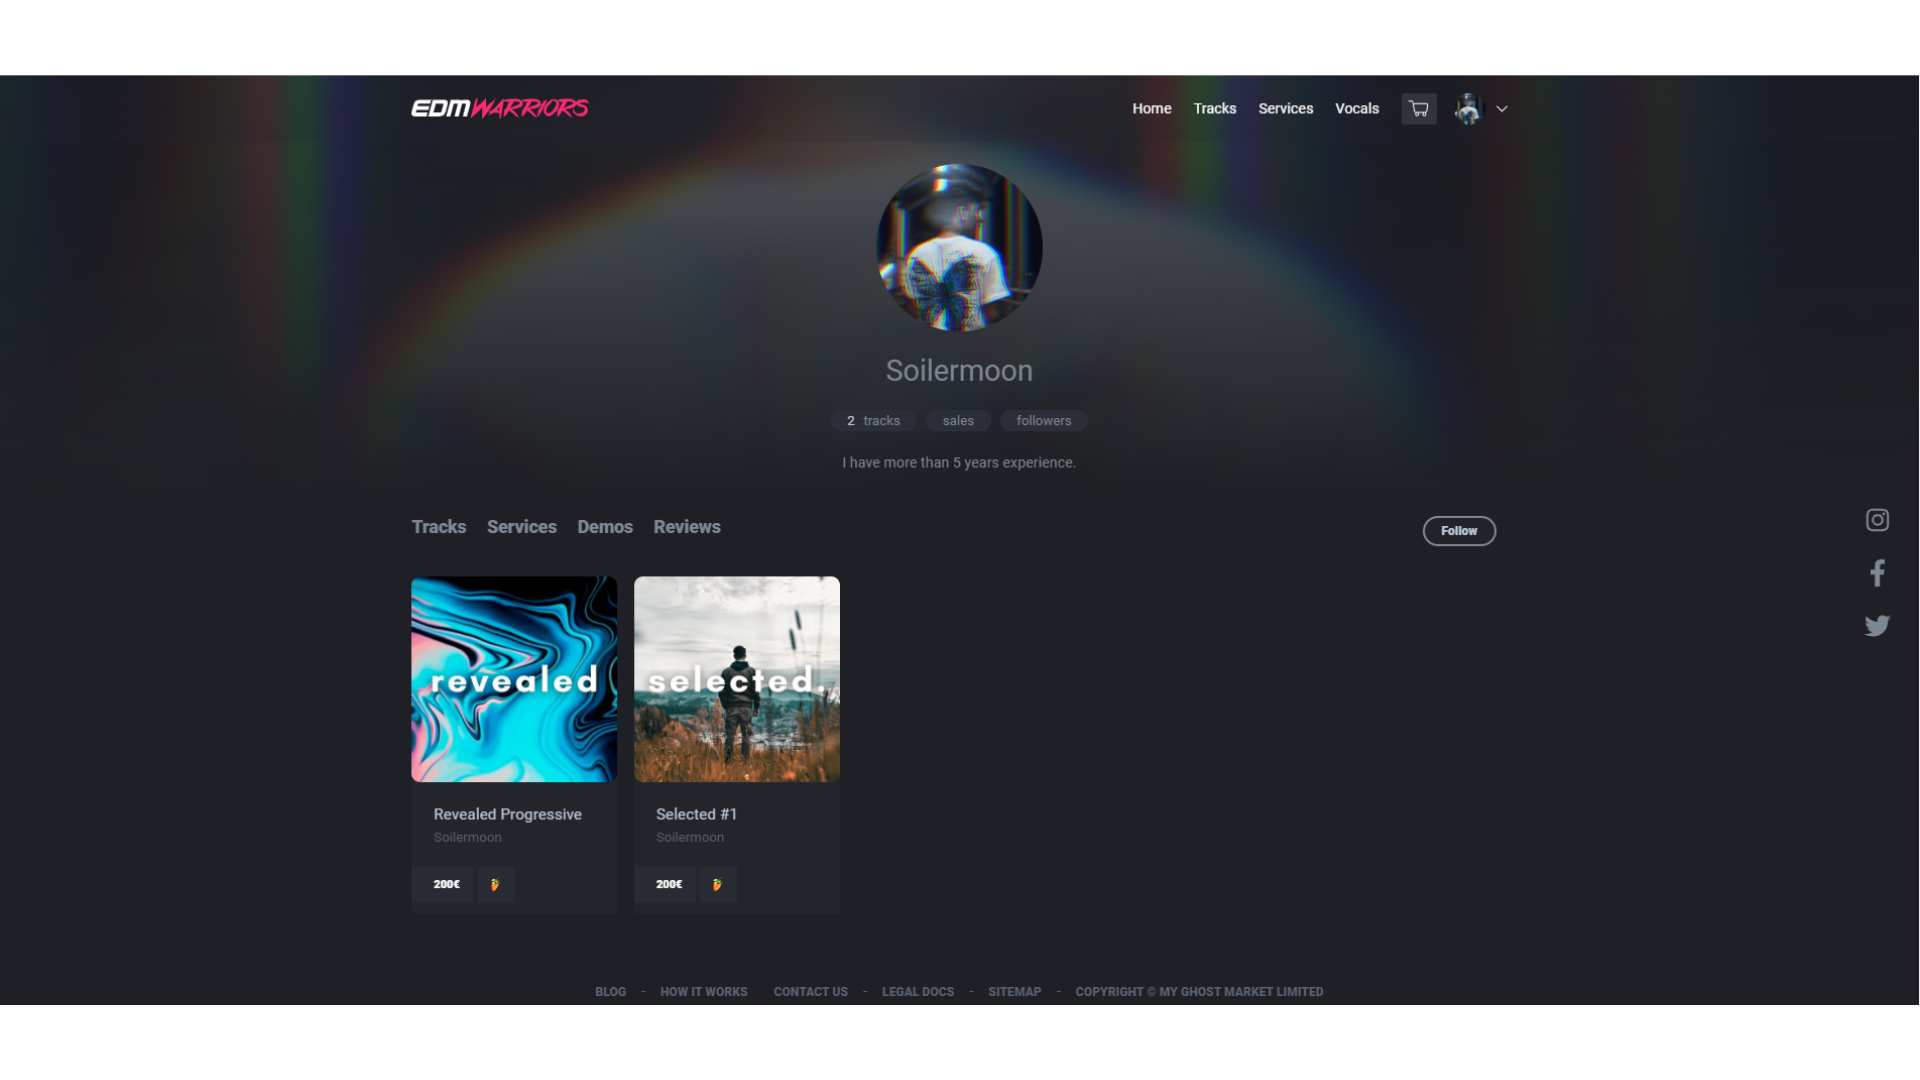 EDMWARRIORS
Home Tracks Services Vocals
Soilermoon
2 tracks sales followers
I have more than 5 years experience.
Tracks Services Demos Reviews
Follow
revealed
selected.
Revealed Progressive
Soilermoon
200€
Selected #1
Soilermoon
200€
BLOG - HOW IT WORKS CONTACT US - LEGAL DOCS - SITEMAP - COPYRIGHT © MY GHOST MARKET LIMITED